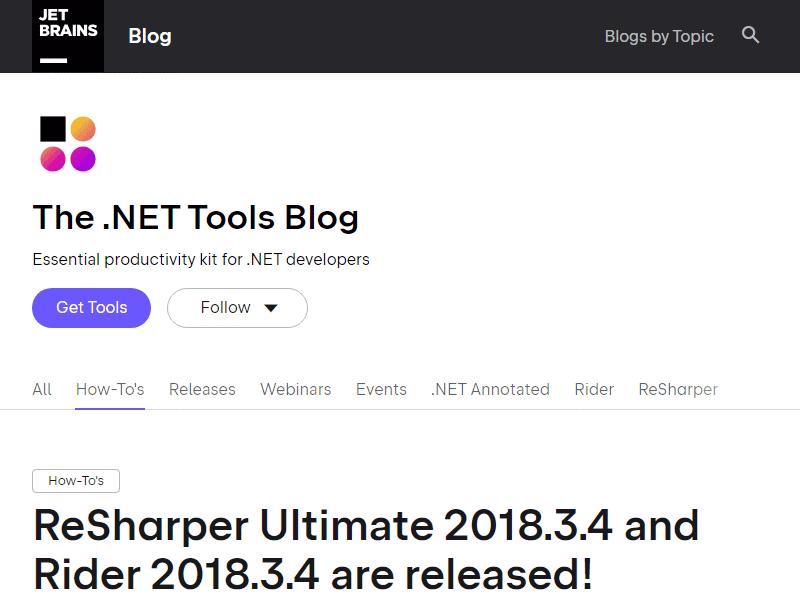 JET
BRAINS
Blog
Blogs by Topic
The .NET Tools Blog
Essential productivity kit for .NET developers
Get Tools
Follow
All How-To's Releases Webinars Events .NET Annotated Rider ReSharper
How-To's
ReSharper Ultimate 2018.3.4 and
Rider 2018.3.4 are released!